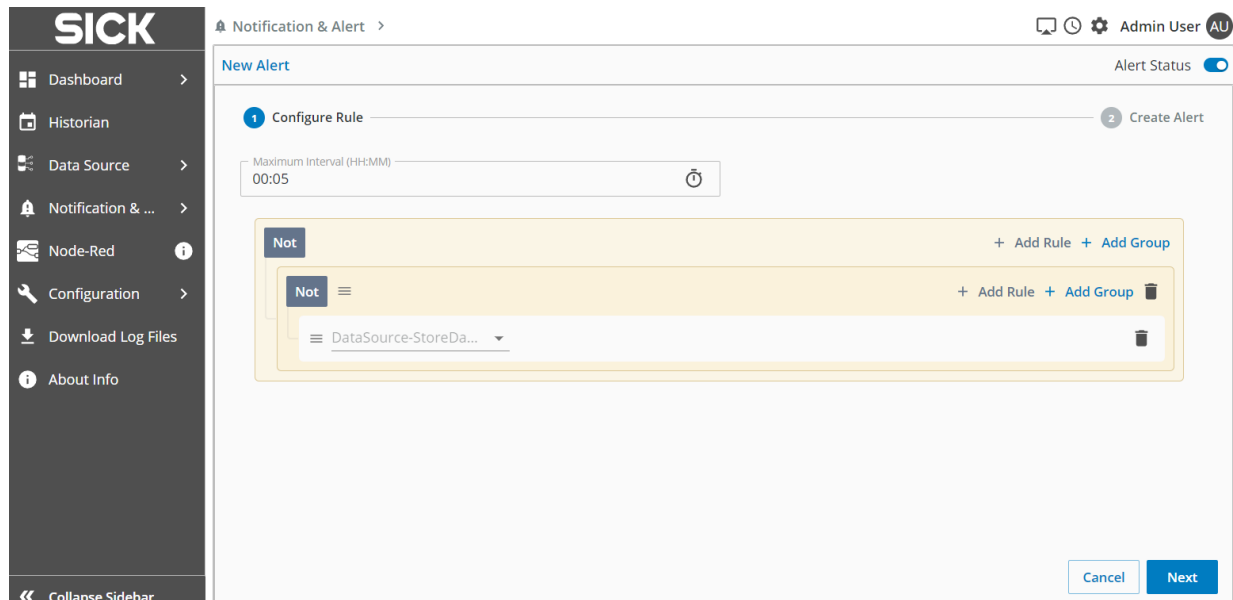 SICK
Notification & Alert >
Admin User AU
New Alert
Alert Status
Dashboard
Historian
Data Source
Notification & ...
Node-Red
Configuration
Download Log Files
About Info
Collapse Sidebar
1 Configure Rule
2 Create Alert
Maximum Interval (HH:MM)
00:05
Not
+ Add Rule + Add Group
Not
+ Add Rule + Add Group
DataSource-StoreDa...
Cancel
Next